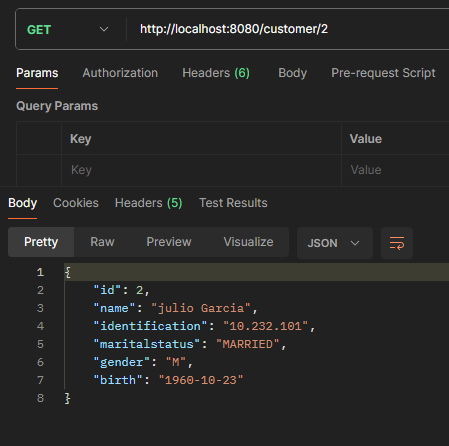 GET http://localhost:8080/customer/2
Params Authorization Headers (6) Body Pre-request Script
Query Params
Key Value
Key Value
Body Cookies Headers (5) Test Results
Pretty Raw Preview Visualize JSON
1 {
2 "id": 2,
3 "name": "julio Garcia",
4 "identification": "10.232.101",
5 "maritalstatus": "MARRIED",
6 "gender": "M",
7 "birth": "1960-10-23"
8 }